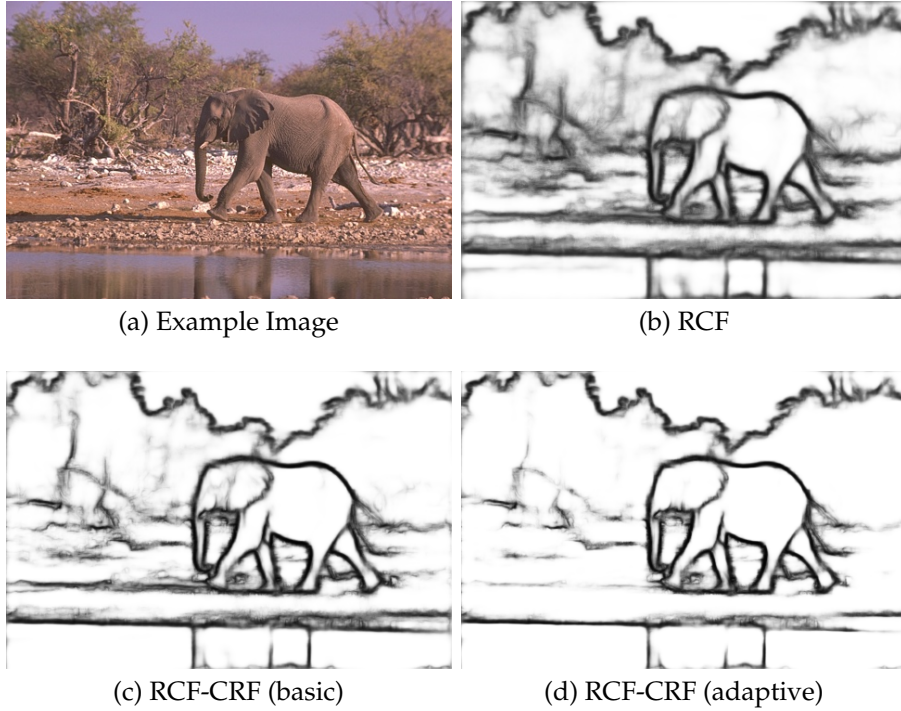 (a) Example Image
(b) RCF
(c) RCF-CRF (basic)
(d) RCF-CRF (adaptive)